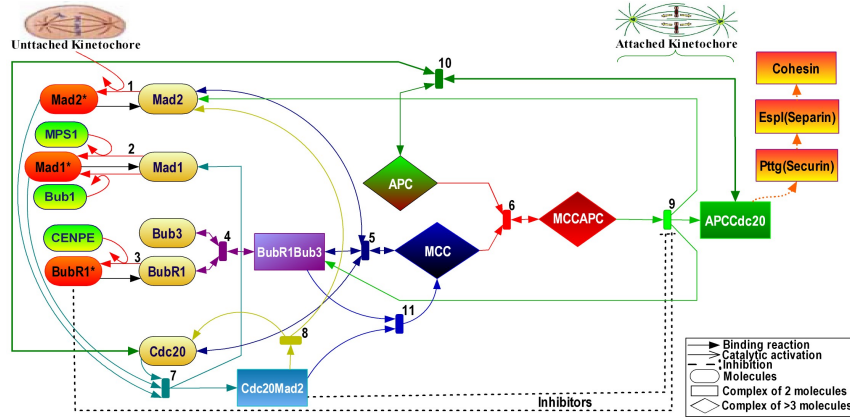 Unttached Kinetochore
Attached Kinetochore
10
Cohesin
1
Mad2*
Mad2
Espl(Separin)
MPS1
2
Mad1*
Mad1
Pttg(Securin)
APC
Bub1
6
9
MCCAPC
APCCdc20
Bub3
4
CENPE
5
BubR1Bub3
MCC
3
BubR1*
BubR1
11
8
Cdc20
7
Cdc20Mad2
Inhibitors
Binding reaction
Catalytic activation
Inhibition
Molecules
Complex of 2 molecules
Complex of >3 molecules